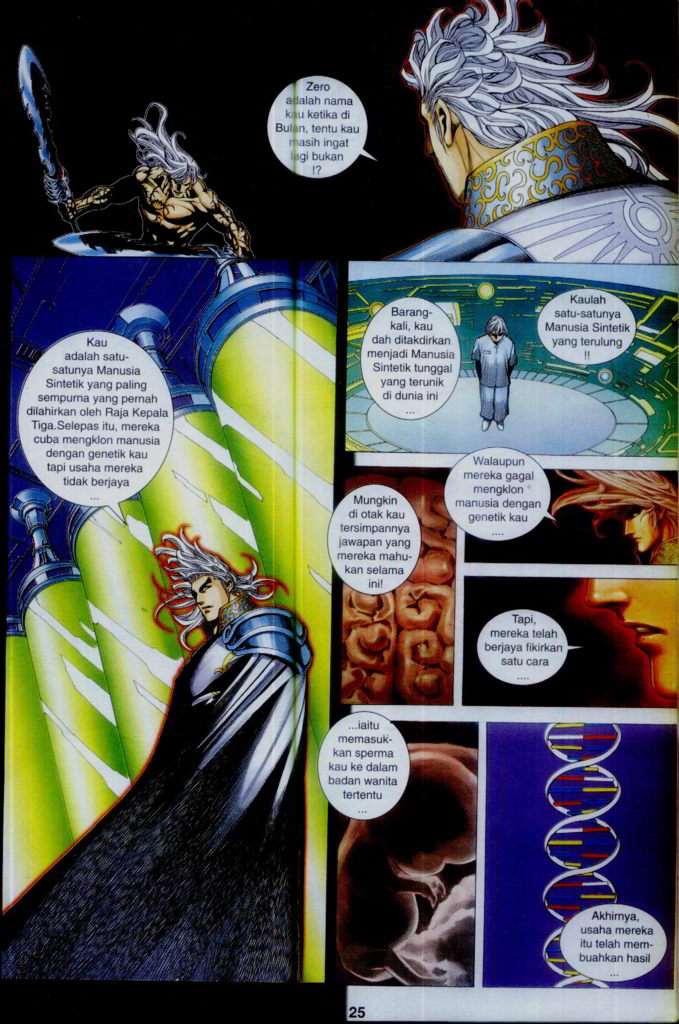 Zero
adalah nama
kau ketika di
Bulan, tentu kau
masih ingat
lagi bukan
!?
Kau
adalah satu-
satunya Manusia
Sintetik yang paling
sempurna yang pernah
dilahirkan oleh Raja Kepala
Tiga.Selepas itu, mereka
cuba mengklon manusia
dengan genetik kau
tapi usaha mereka
tidak berjaya
...
Barang-
kali, kau
dah ditakdirkan
menjadi Manusia
Sintetik tunggal
yang terunik
di dunia ini
...
Kaulah
satu-satunya
Manusia Sintetik
yang terulung
!!
Mungkin
di otak kau
tersimpannya
jawapan yang
mereka mahu-
kan selama
ini!
Walaupun
mereka gagal
mengklon
manusia dengan
genetik kau
....
Tapi,
mereka telah
berjaya fikirkan
satu cara
....
...iaitu
memasuk-
kan sperma
kau ke dalam
badan wanita
tertentu
...
Akhirnya,
usaha mereka
itu telah mem-
buahkan hasil
...
25